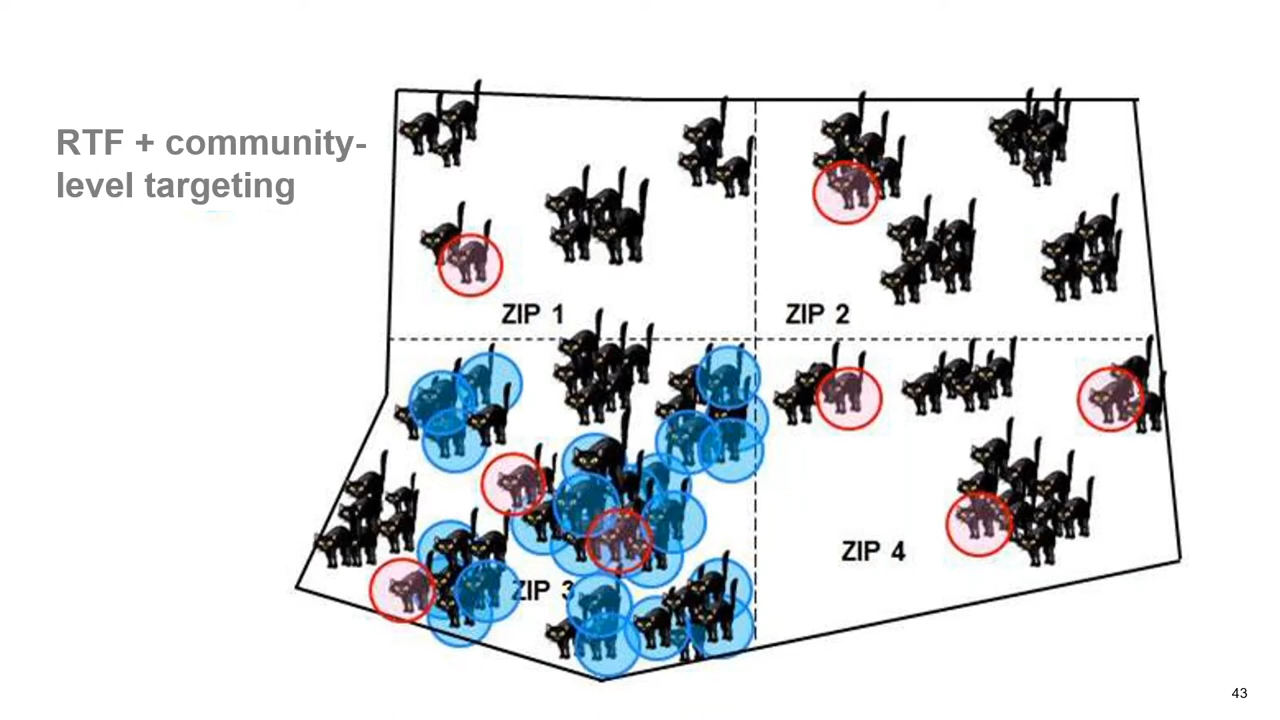 RTF + community-
level targeting
ZIP 1
ZIP 2
ZIP 3
ZIP 4
43